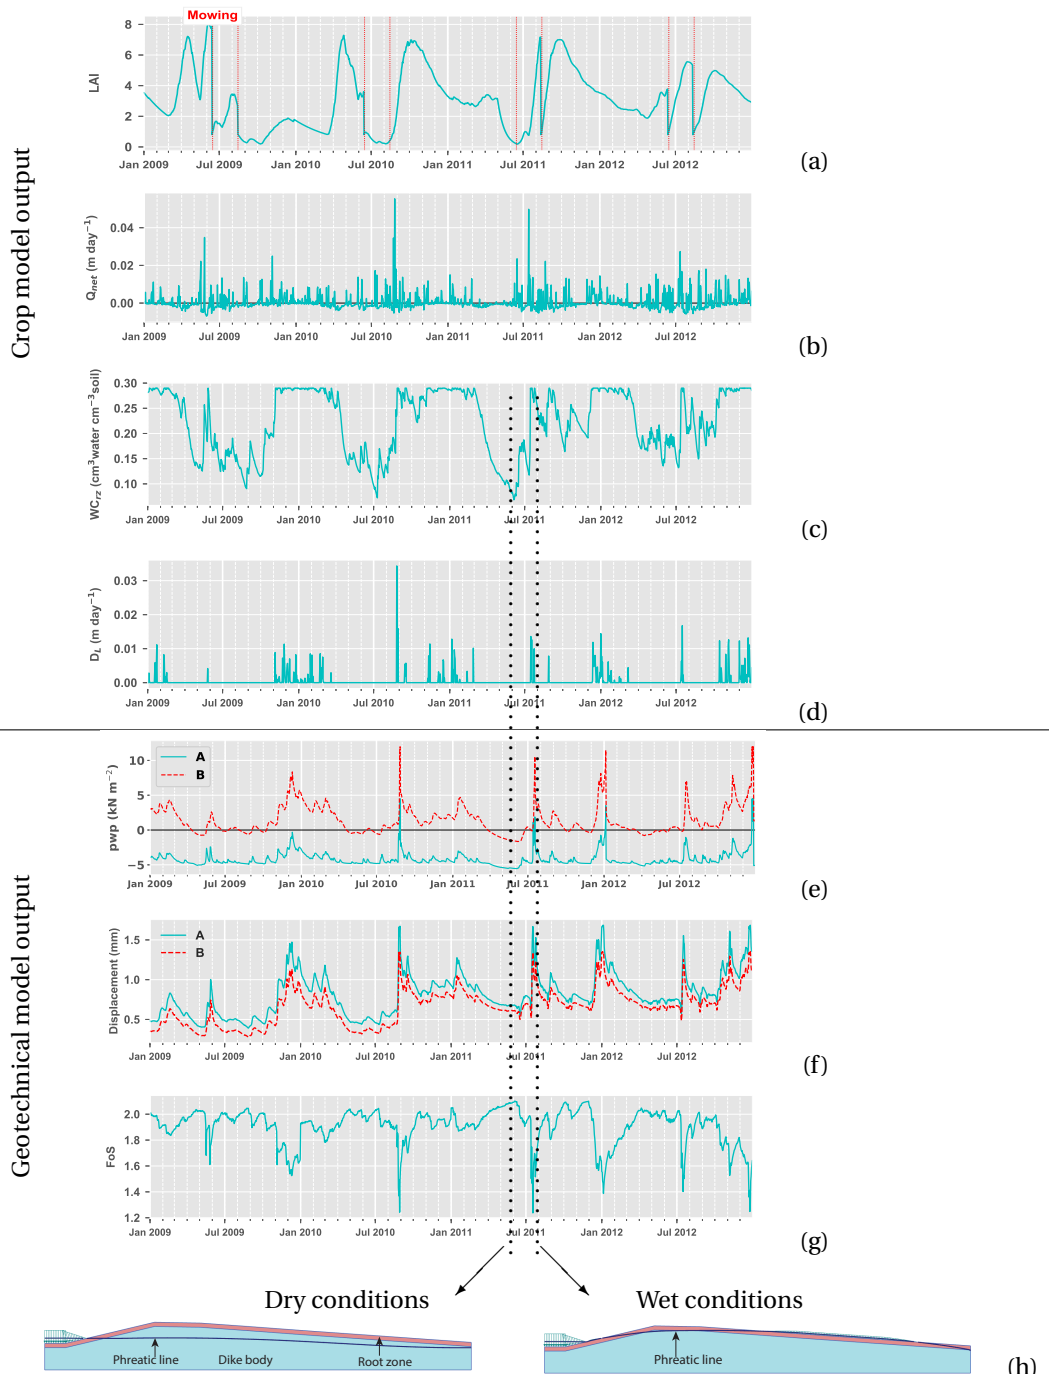 Crop model output
Mowing
LAI
8
6
4
2
0
Jan 2009 Jul 2009 Jan 2010 Jul 2010 Jan 2011 Jul 2011 Jan 2012 Jul 2012
(a)
Qnet (m day−1)
0.04
0.02
0.00
Jan 2009 Jul 2009 Jan 2010 Jul 2010 Jan 2011 Jul 2011 Jan 2012 Jul 2012
(b)
WCrz (cm3water cm−3soil)
0.30
0.25
0.20
0.15
0.10
Jan 2009 Jul 2009 Jan 2010 Jul 2010 Jan 2011 Jul 2011 Jan 2012 Jul 2012
(c)
DL (m day−1)
0.03
0.02
0.01
0.00
Jan 2009 Jul 2009 Jan 2010 Jul 2010 Jan 2011 Jul 2011 Jan 2012 Jul 2012
(d)
Geotechnical model output
A
B
pwp (kN m−2)
10
5
0
−5
Jan 2009 Jul 2009 Jan 2010 Jul 2010 Jan 2011 Jul 2011 Jan 2012 Jul 2012
(e)
A
B
Displacement (mm)
1.5
1.0
0.5
Jan 2009 Jul 2009 Jan 2010 Jul 2010 Jan 2011 Jul 2011 Jan 2012 Jul 2012
(f)
FoS
2.0
1.8
1.6
1.4
1.2
Jan 2009 Jul 2009 Jan 2010 Jul 2010 Jan 2011 Jul 2011 Jan 2012 Jul 2012
(g)
Dry conditions Wet conditions
Phreatic line Dike body Root zone
Phreatic line
(h)